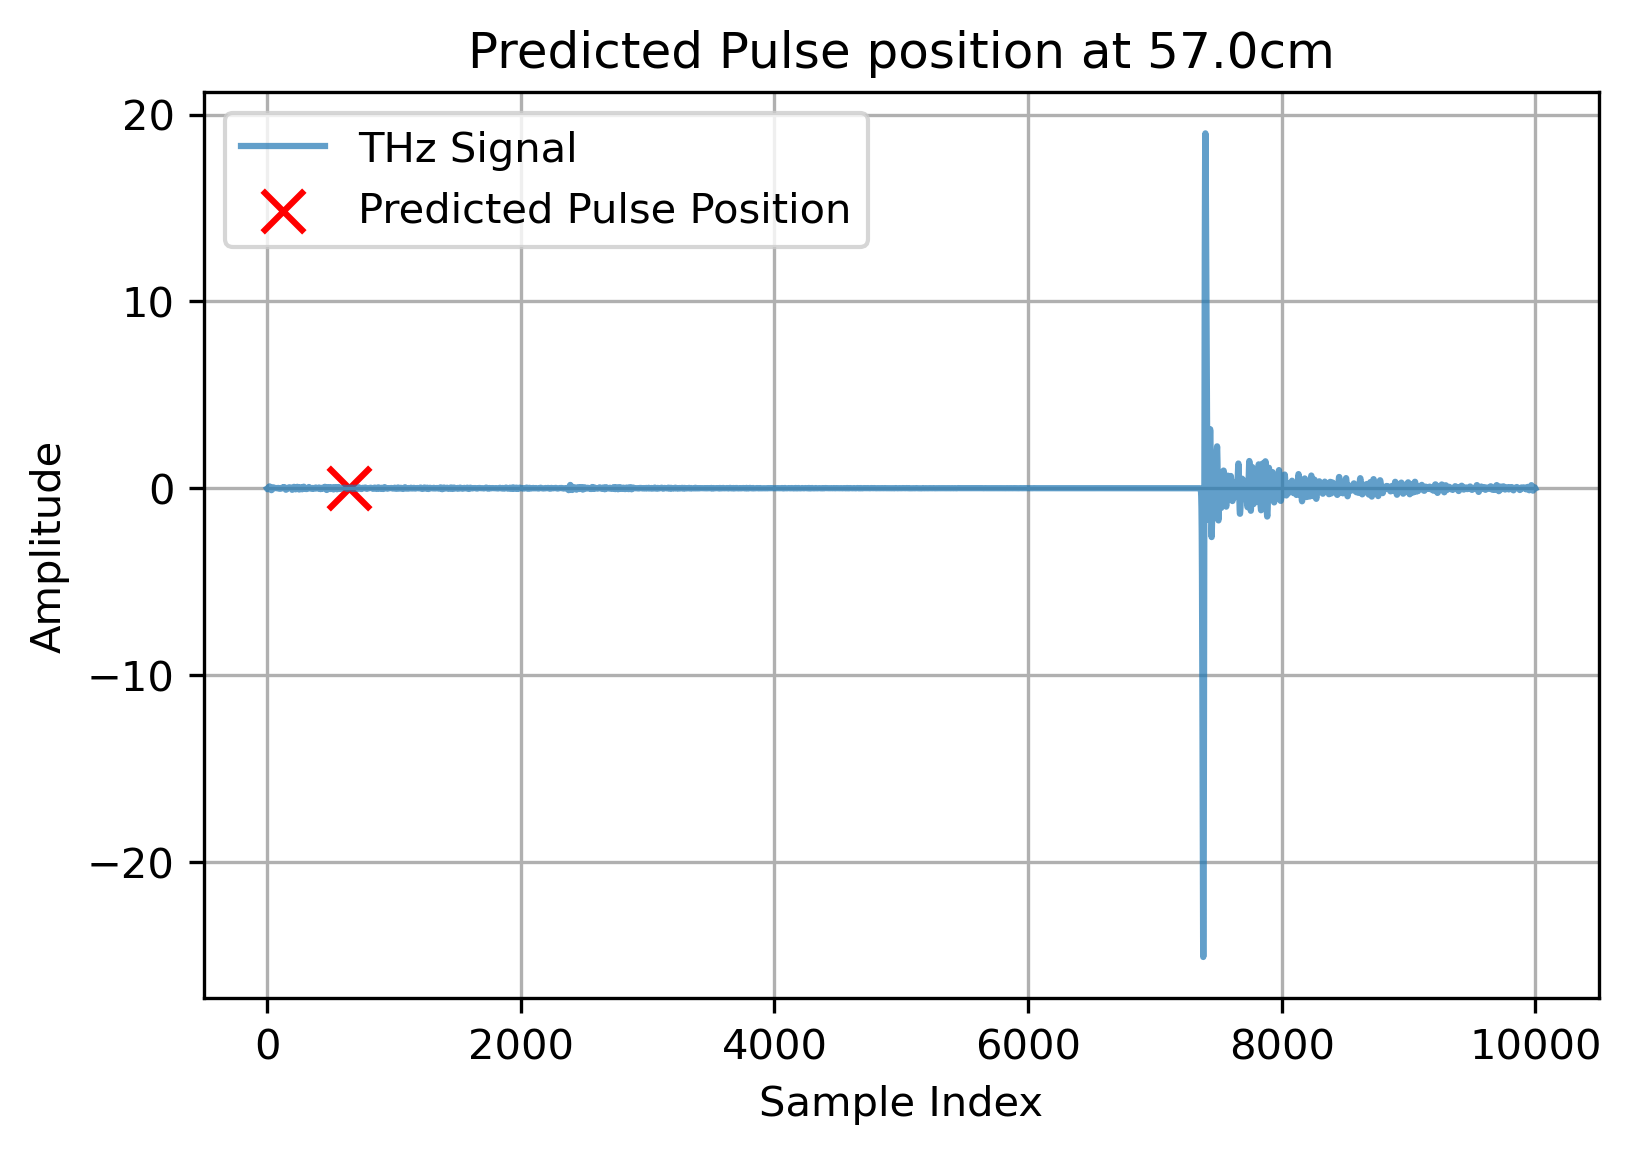 Predicted Pulse position at 57.0cm
THz Signal
Predicted Pulse Position
Amplitude
20
10
0
−10
−20
0 2000 4000 6000 8000 10000
Sample Index